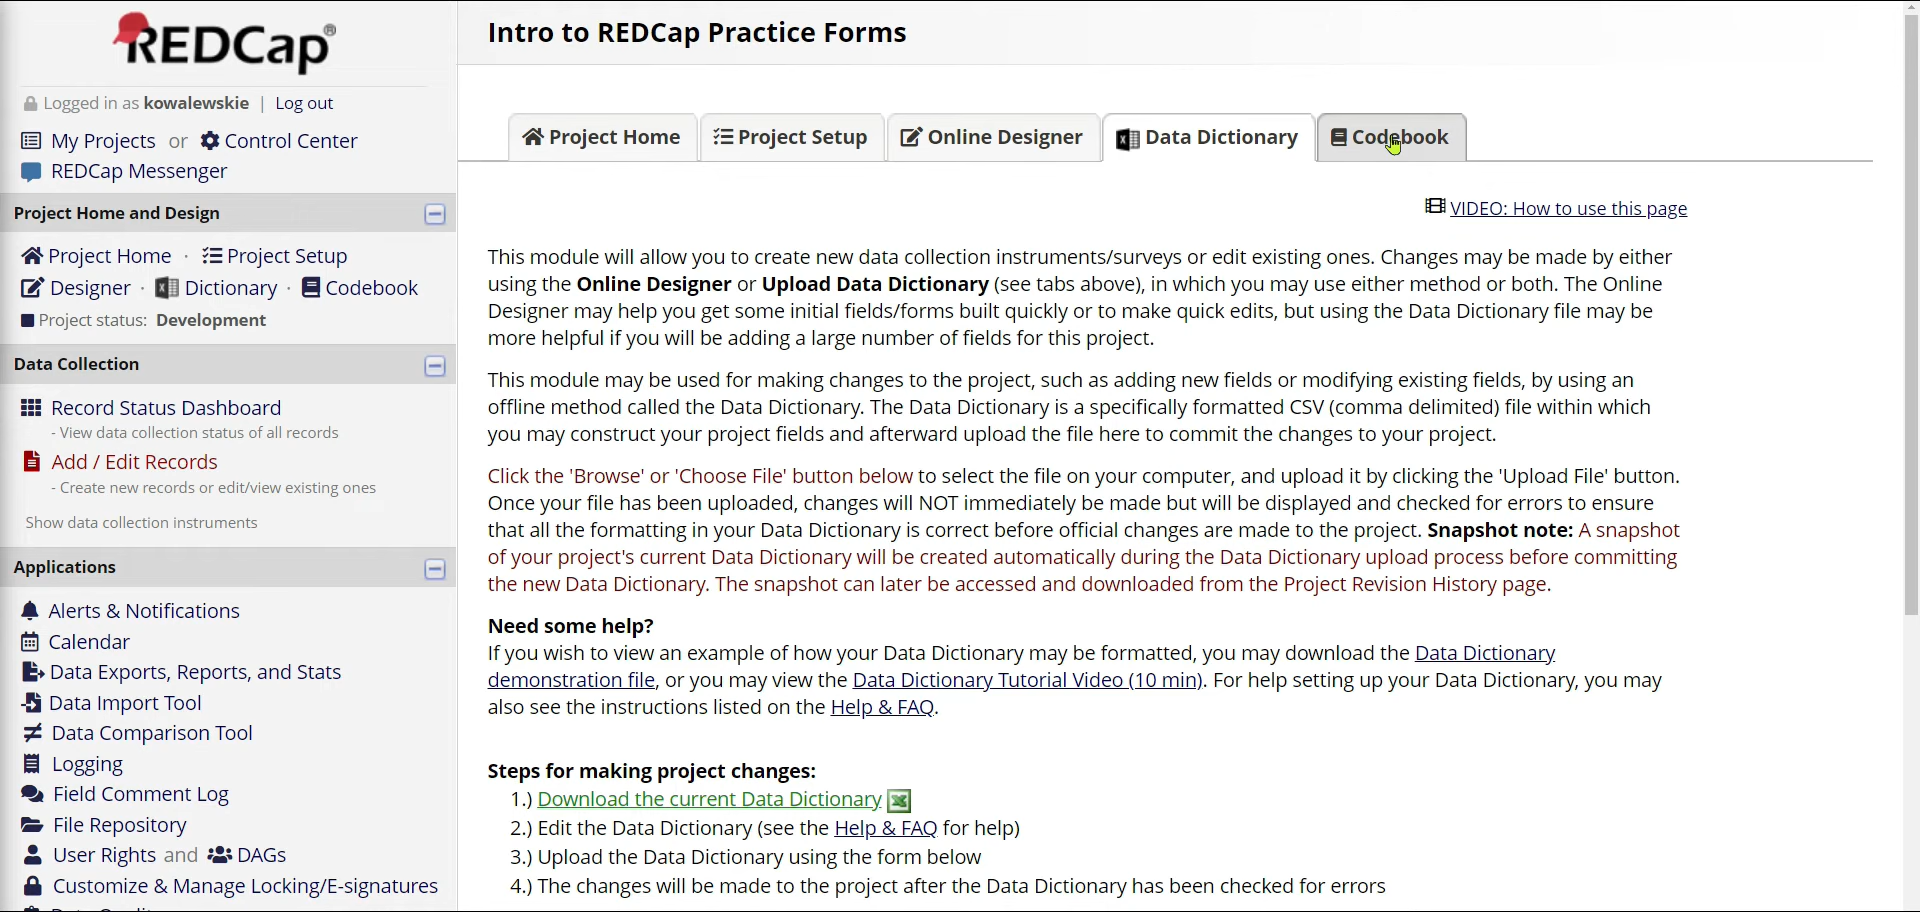 REDCap®
Logged in as kowalewskie | Log out
My Projects or Control Center
REDCap Messenger
Project Home and Design
Project Home · Project Setup
Designer · Dictionary · Codebook
Project status: Development
Data Collection
Record Status Dashboard
- View data collection status of all records
Add / Edit Records
- Create new records or edit/view existing ones
Show data collection instruments
Applications
Alerts & Notifications
Calendar
Data Exports, Reports, and Stats
Data Import Tool
Data Comparison Tool
Logging
Field Comment Log
File Repository
User Rights and DAGs
Customize & Manage Locking/E-signatures
Intro to REDCap Practice Forms
Project Home Project Setup Online Designer Data Dictionary Codebook
VIDEO: How to use this page
This module will allow you to create new data collection instruments/surveys or edit existing ones. Changes may be made by either
using the Online Designer or Upload Data Dictionary (see tabs above), in which you may use either method or both. The Online
Designer may help you get some initial fields/forms built quickly or to make quick edits, but using the Data Dictionary file may be
more helpful if you will be adding a large number of fields for this project.
This module may be used for making changes to the project, such as adding new fields or modifying existing fields, by using an
offline method called the Data Dictionary. The Data Dictionary is a specifically formatted CSV (comma delimited) file within which
you may construct your project fields and afterward upload the file here to commit the changes to your project.
Click the 'Browse' or 'Choose File' button below to select the file on your computer, and upload it by clicking the 'Upload File' button.
Once your file has been uploaded, changes will NOT immediately be made but will be displayed and checked for errors to ensure
that all the formatting in your Data Dictionary is correct before official changes are made to the project. Snapshot note: A snapshot
of your project's current Data Dictionary will be created automatically during the Data Dictionary upload process before committing
the new Data Dictionary. The snapshot can later be accessed and downloaded from the Project Revision History page.
Need some help?
If you wish to view an example of how your Data Dictionary may be formatted, you may download the Data Dictionary
demonstration file, or you may view the Data Dictionary Tutorial Video (10 min). For help setting up your Data Dictionary, you may
also see the instructions listed on the Help & FAQ.
Steps for making project changes:
1.) Download the current Data Dictionary
2.) Edit the Data Dictionary (see the Help & FAQ for help)
3.) Upload the Data Dictionary using the form below
4.) The changes will be made to the project after the Data Dictionary has been checked for errors